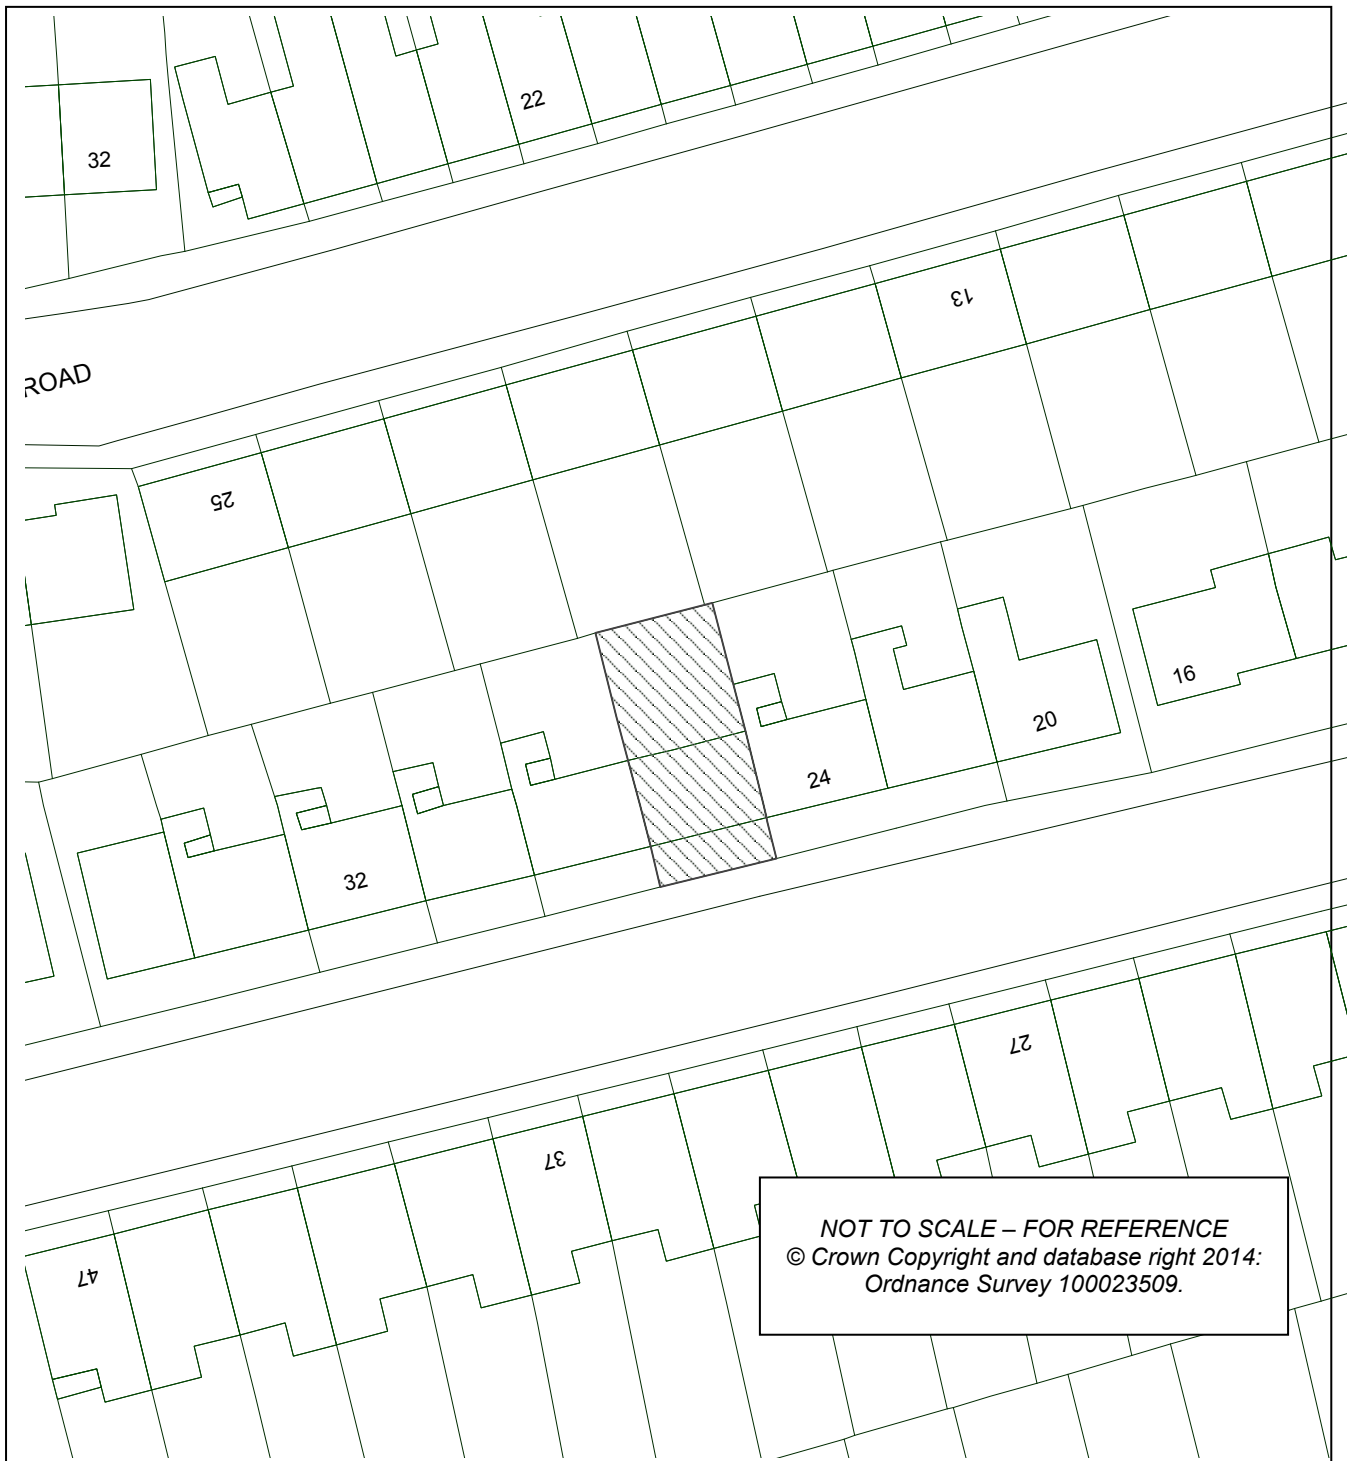 22
32
13
ROAD
25
16
20
24
32
27
37
NOT TO SCALE – FOR REFERENCE
© Crown Copyright and database right 2014:
Ordnance Survey 100023509.
47